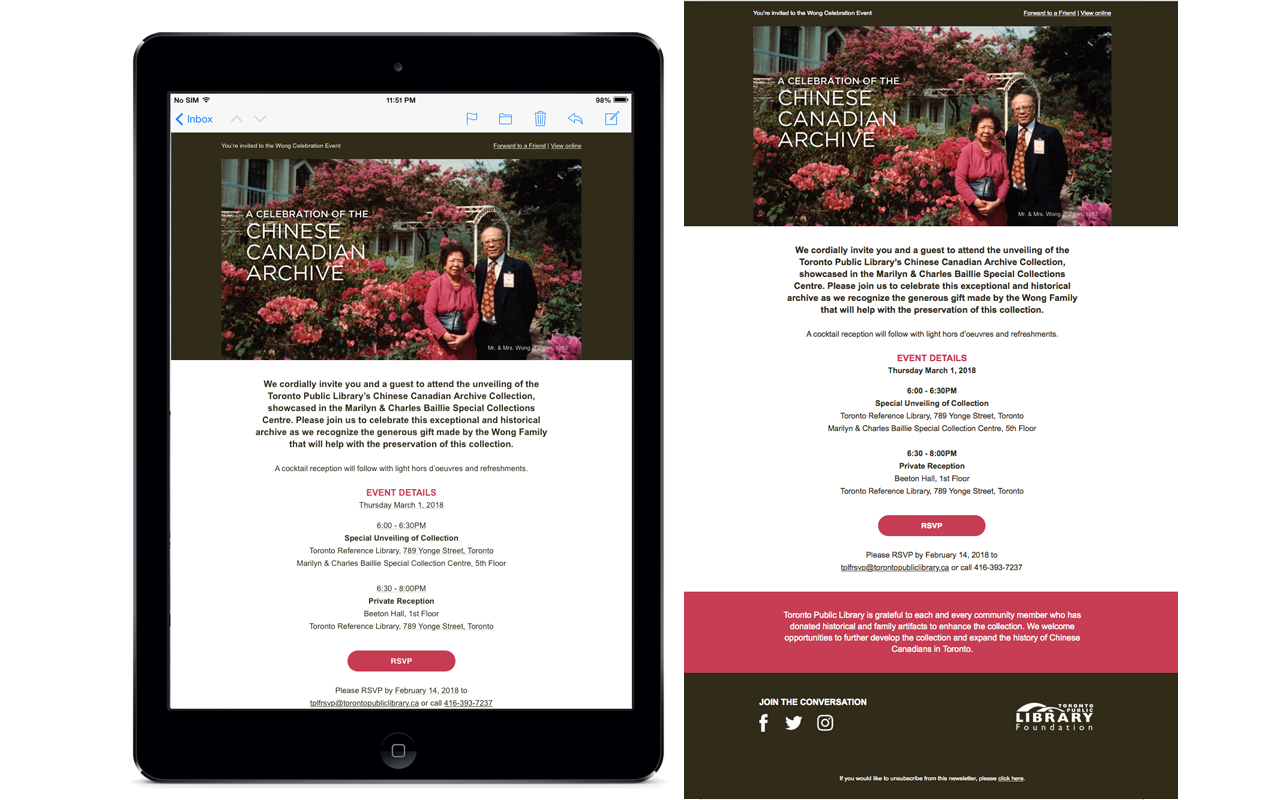 No SIM
11:51 PM
98%
Inbox
You're invited to the Wong Celebration Event
Forward to a Friend | View online
A CELEBRATION OF THE
CHINESE
CANADIAN
ARCHIVE
Mr. & Mrs. Wong, Taiwan, 1983
We cordially invite you and a guest to attend the unveiling of the
Toronto Public Library's Chinese Canadian Archive Collection,
showcased in the Marilyn & Charles Baillie Special Collections
Centre. Please join us to celebrate this exceptional and historical
archive as we recognize the generous gift made by the Wong Family
that will help with the preservation of this collection.
A cocktail reception will follow with light hors d'oeuvres and refreshments.
EVENT DETAILS
Thursday March 1, 2018
6:00 - 6:30PM
Special Unveiling of Collection
Toronto Reference Library, 789 Yonge Street, Toronto
Marilyn & Charles Baillie Special Collection Centre, 5th Floor
6:30 - 8:00PM
Private Reception
Beeton Hall, 1st Floor
Toronto Reference Library, 789 Yonge Street, Toronto
RSVP
Please RSVP by February 14, 2018 to
tplfrsvp@torontopubliclibrary.ca or call 416-393-7237
You're invited to the Wong Celebration Event
Forward to a Friend | View online
A CELEBRATION OF THE
CHINESE
CANADIAN
ARCHIVE
Mr. & Mrs. Wong, Taiwan, 1983
We cordially invite you and a guest to attend the unveiling of the
Toronto Public Library's Chinese Canadian Archive Collection,
showcased in the Marilyn & Charles Baillie Special Collections
Centre. Please join us to celebrate this exceptional and historical
archive as we recognize the generous gift made by the Wong Family
that will help with the preservation of this collection.
A cocktail reception will follow with light hors d'oeuvres and refreshments.
EVENT DETAILS
Thursday March 1, 2018
6:00 - 6:30PM
Special Unveiling of Collection
Toronto Reference Library, 789 Yonge Street, Toronto
Marilyn & Charles Baillie Special Collection Centre, 5th Floor
6:30 - 8:00PM
Private Reception
Beeton Hall, 1st Floor
Toronto Reference Library, 789 Yonge Street, Toronto
RSVP
Please RSVP by February 14, 2018 to
tplfrsvp@torontopubliclibrary.ca or call 416-393-7237
Toronto Public Library is grateful to each and every community member who has
donated historical and family artifacts to enhance the collection. We welcome
opportunities to further develop the collection and expand the history of Chinese
Canadians in Toronto.
JOIN THE CONVERSATION
TORONTO
PUBLIC
LIBRARY
Foundation
If you would like to unsubscribe from this newsletter, please click here.